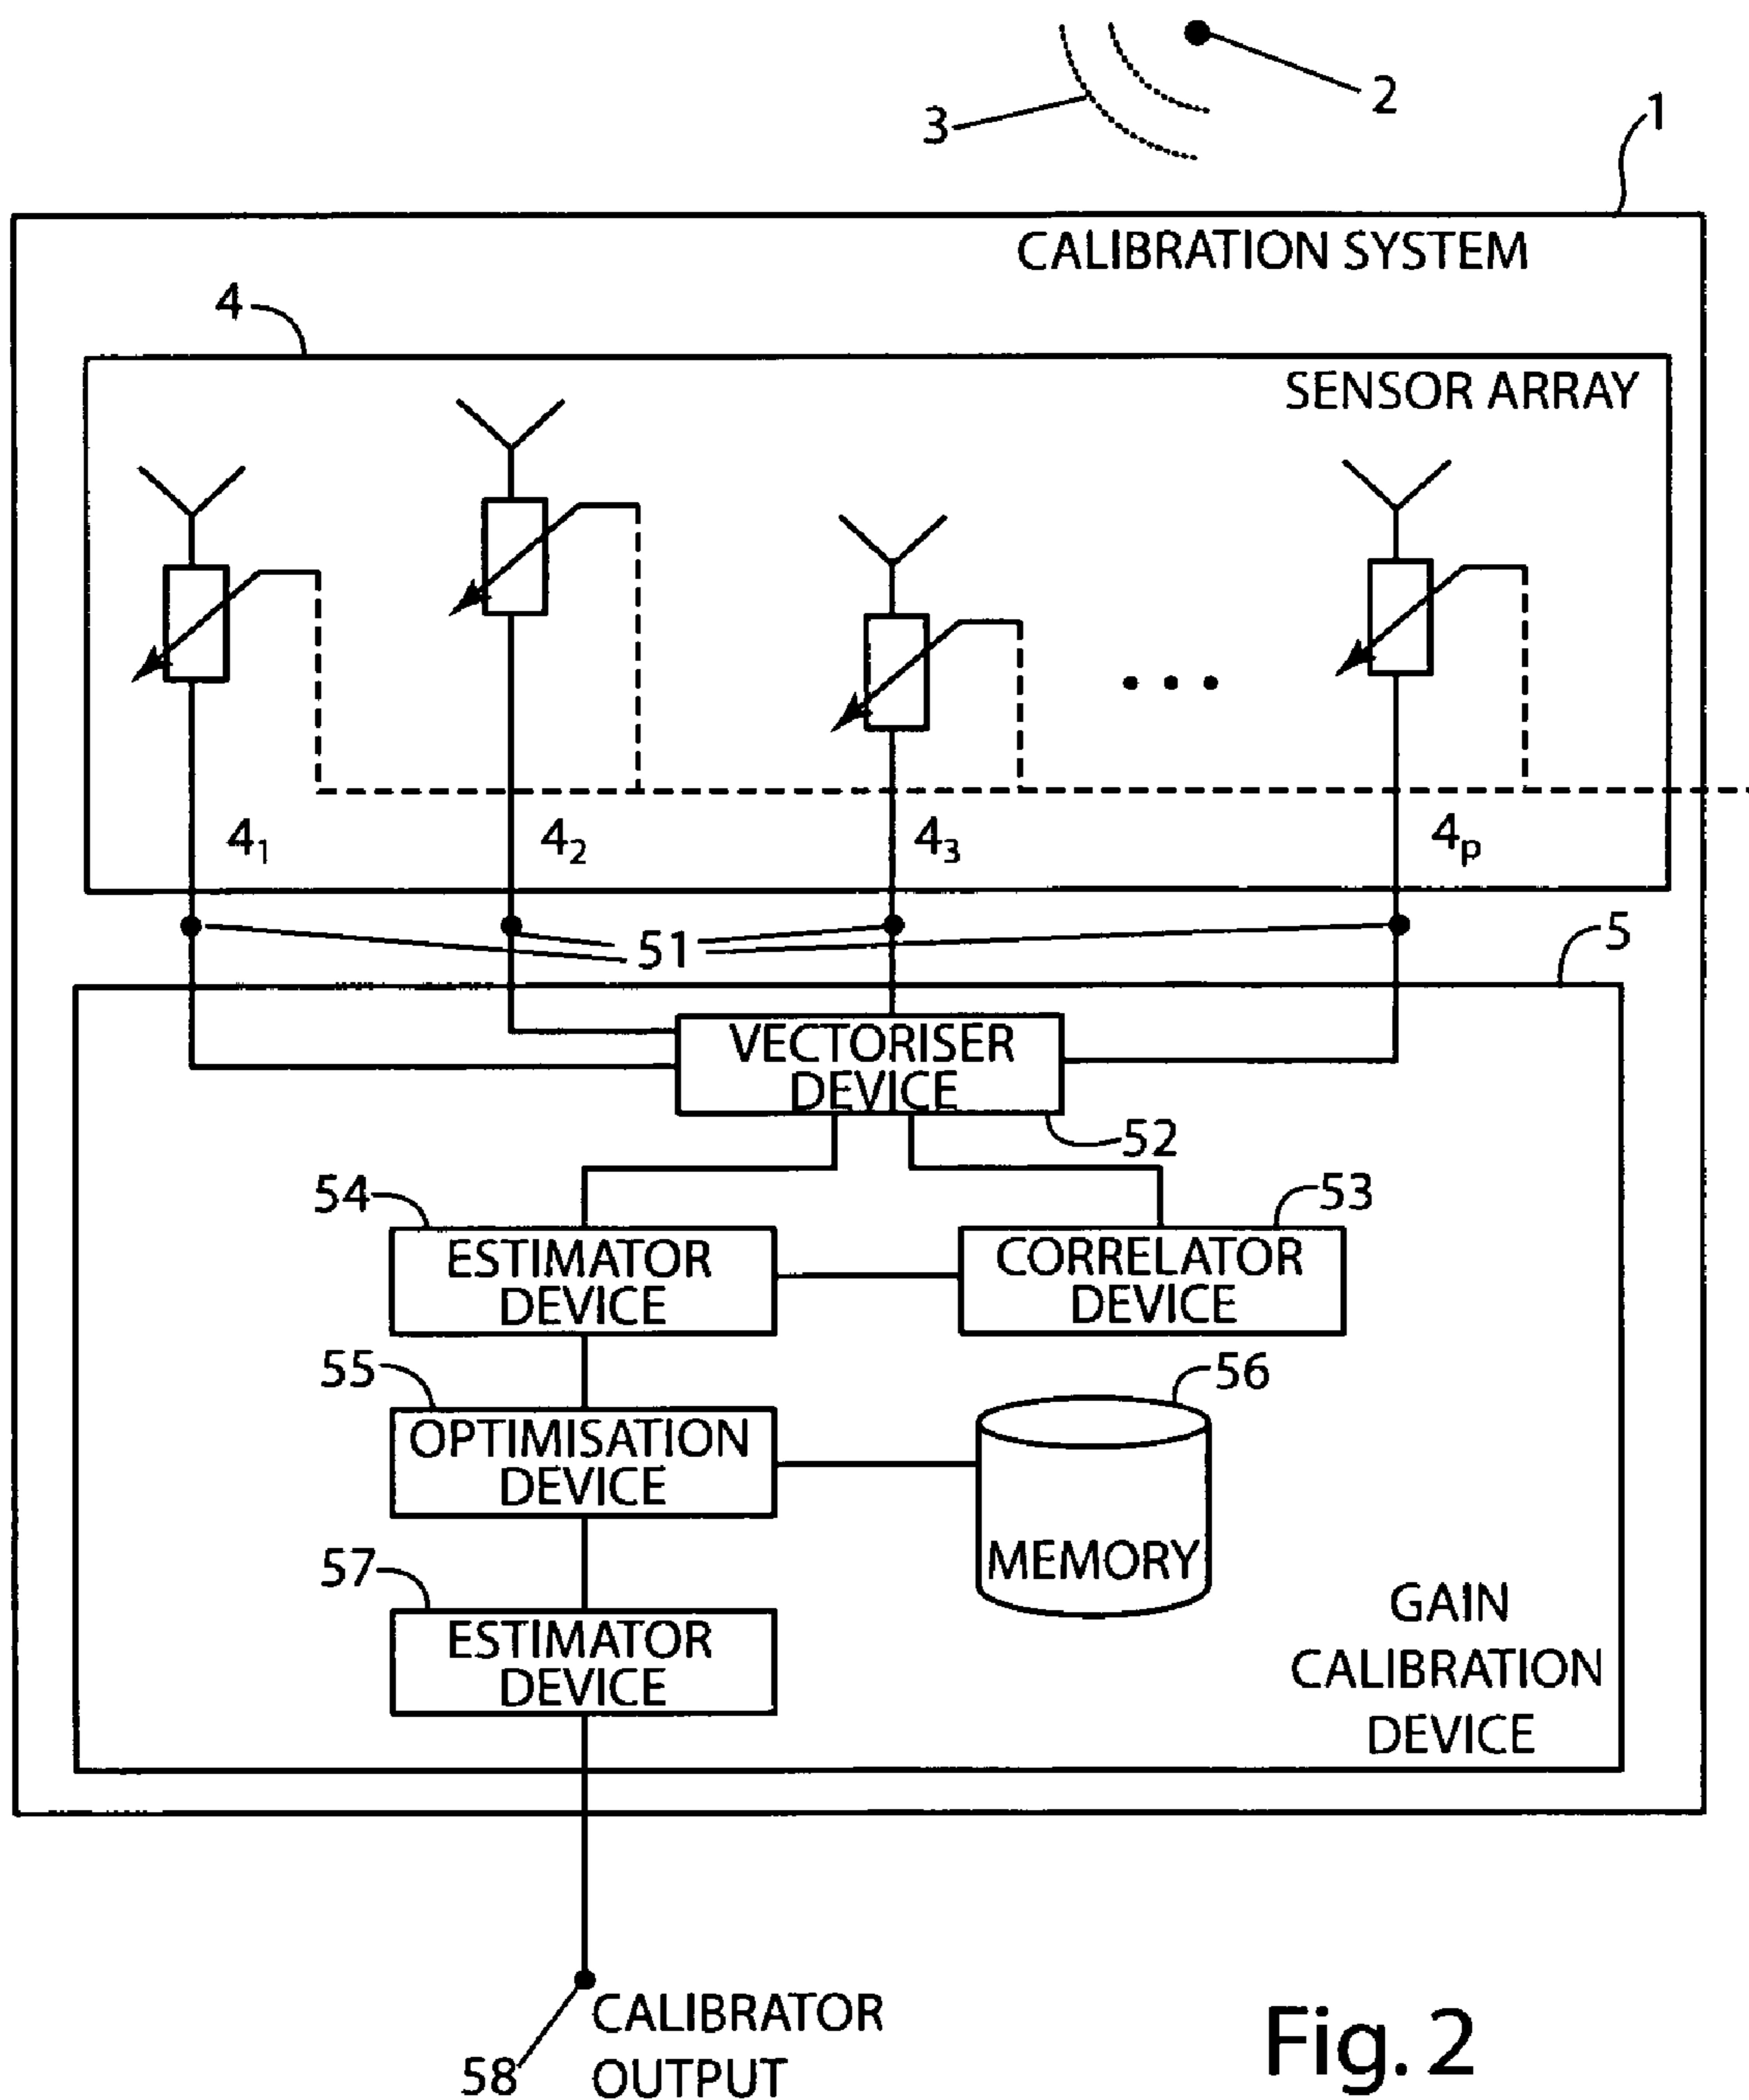 2
3
1
CALIBRATION SYSTEM
4
SENSOR ARRAY
4₁
4₂
4₃
4ₚ
51
5
VECTORISER
DEVICE
52
54
53
ESTIMATOR
DEVICE
CORRELATOR
DEVICE
55
56
OPTIMISATION
DEVICE
MEMORY
57
ESTIMATOR
DEVICE
GAIN
CALIBRATION
DEVICE
CALIBRATOR
OUTPUT
58
Fig. 2